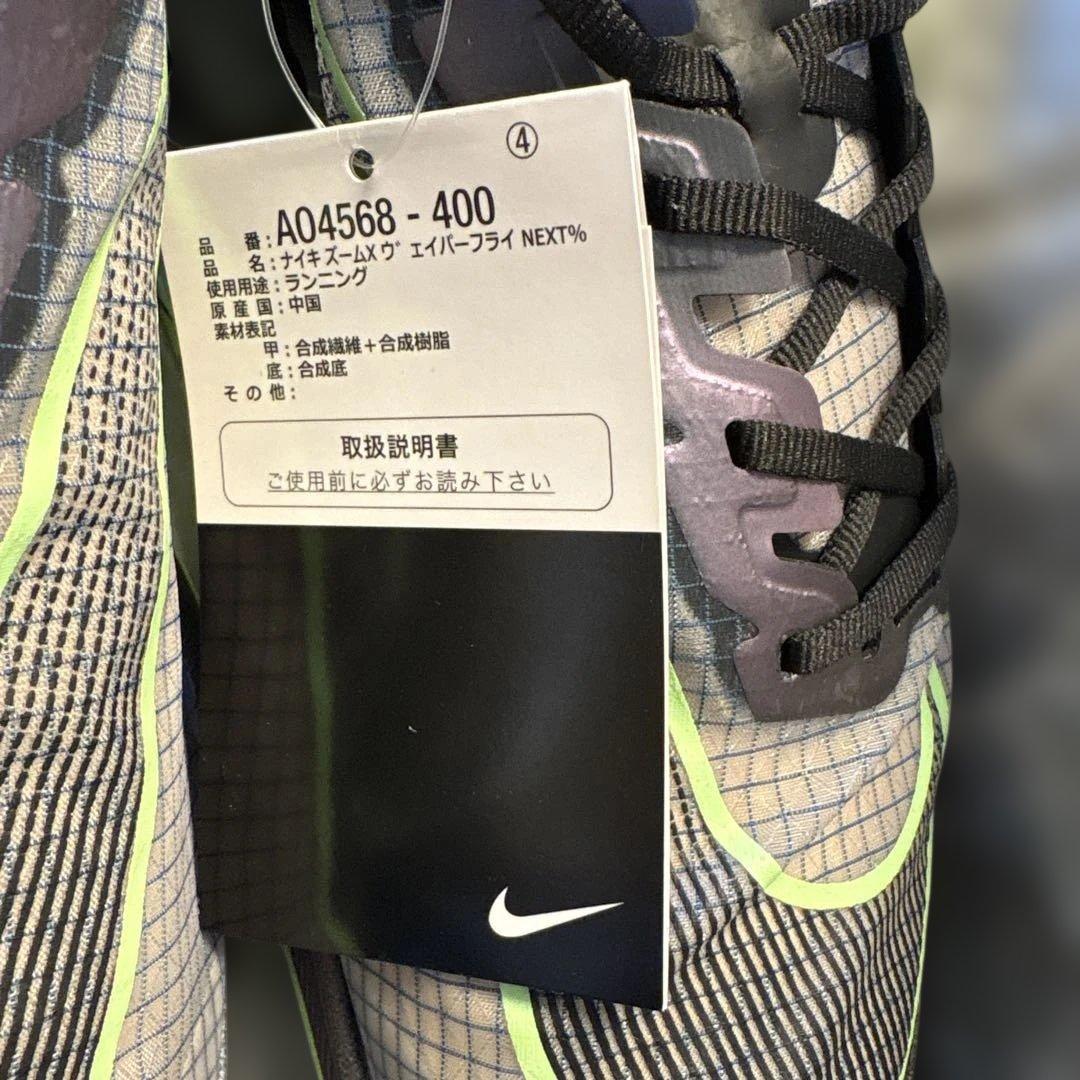 ④
品 番：AO4568 - 400
品 名：ナイキ ズームX ヴェイパーフライ NEXT%
使用用途：ランニング
原 産 国：中国
素材表記
甲：合成繊維＋合成樹脂
底：合成底
そ の 他：
取扱説明書
ご使用前に必ずお読み下さい